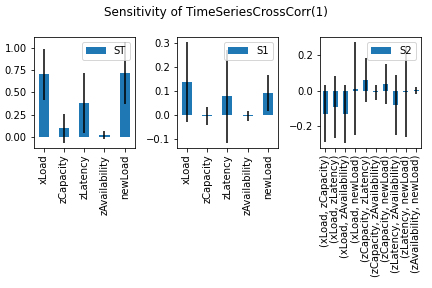 Sensitivity of TimeSeriesCrossCorr(1)
ST
1.00
0.75
0.50
0.25
0.00
xLoad
zCapacity
zLatency
zAvailability
newLoad
S1
0.3
0.2
0.1
0.0
−0.1
xLoad
zCapacity
zLatency
zAvailability
newLoad
S2
0.2
0.0
−0.2
(xLoad, zCapacity)
(xLoad, zLatency)
(xLoad, zAvailability)
(xLoad, newLoad)
(zCapacity, zLatency)
(zCapacity, zAvailability)
(zCapacity, newLoad)
(zLatency, zAvailability)
(zLatency, newLoad)
(zAvailability, newLoad)